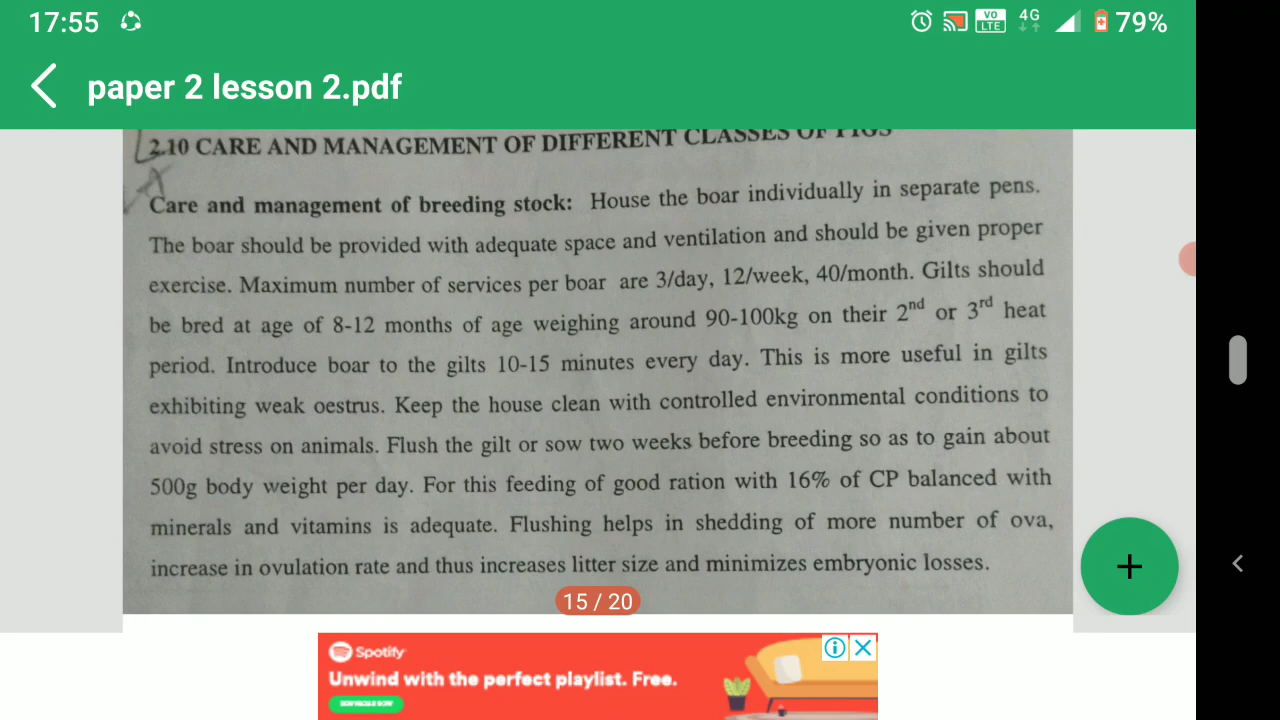 17:55
VO LTE 4G 79%
paper 2 lesson 2.pdf
2.10 CARE AND MANAGEMENT OF DIFFERENT CLASSES OF PIGS
Care and management of breeding stock: House the boar individually in separate pens.
The boar should be provided with adequate space and ventilation and should be given proper
exercise. Maximum number of services per boar are 3/day, 12/week, 40/month. Gilts should
be bred at age of 8-12 months of age weighing around 90-100kg on their 2nd or 3rd heat
period. Introduce boar to the gilts 10-15 minutes every day. This is more useful in gilts
exhibiting weak oestrus. Keep the house clean with controlled environmental conditions to
avoid stress on animals. Flush the gilt or sow two weeks before breeding so as to gain about
500g body weight per day. For this feeding of good ration with 16% of CP balanced with
minerals and vitamins is adequate. Flushing helps in shedding of more number of ova,
increase in ovulation rate and thus increases litter size and minimizes embryonic losses.
15 / 20
Spotify
Unwind with the perfect playlist. Free.